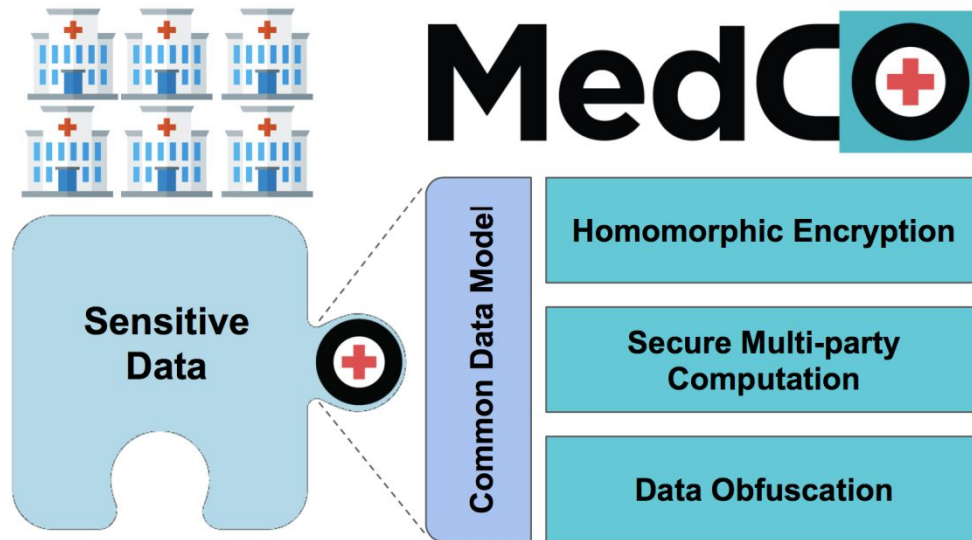 MedCO
Sensitive
Data
Common Data Model
Homomorphic Encryption
Secure Multi-party
Computation
Data Obfuscation